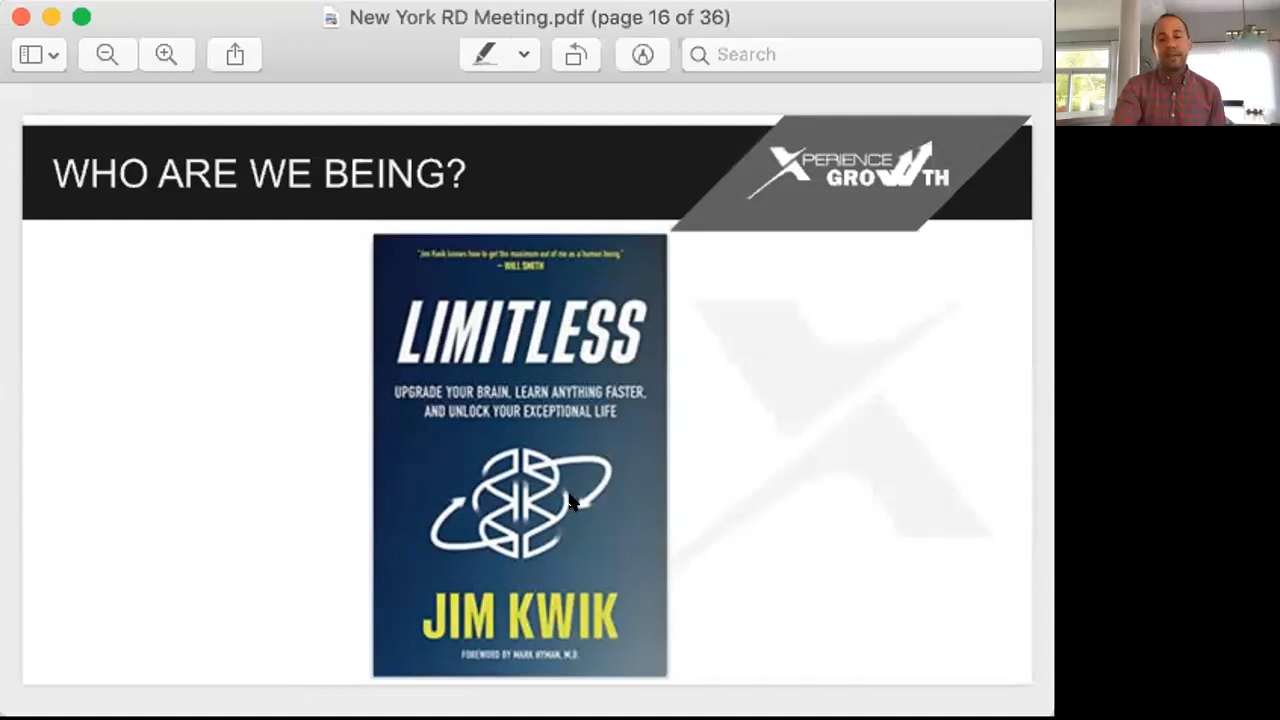 New York RD Meeting.pdf (page 16 of 36)
Search
WHO ARE WE BEING?
XPERIENCE
GROWTH
"Jim Kwik knows how to get the maximum out of me as a human being."
– WILL SMITH
LIMITLESS
UPGRADE YOUR BRAIN, LEARN ANYTHING FASTER,
AND UNLOCK YOUR EXCEPTIONAL LIFE
JIM KWIK
FOREWORD BY MARK HYMAN, M.D.